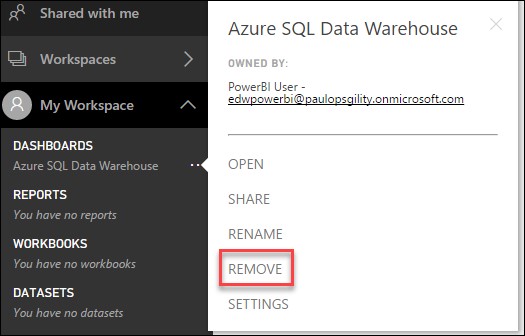 Shared with me
Workspaces
My Workspace
DASHBOARDS
Azure SQL Data Warehouse
REPORTS
You have no reports
WORKBOOKS
You have no workbooks
DATASETS
You have no datasets
Azure SQL Data Warehouse
OWNED BY:
PowerBI User -
edwpowerbi@paulopsgility.onmicrosoft.com
OPEN
SHARE
RENAME
REMOVE
SETTINGS